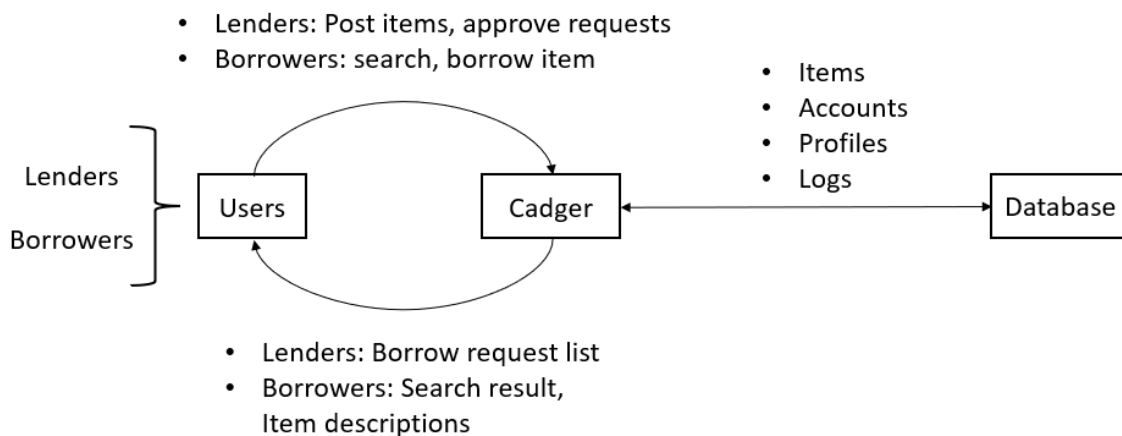 • Lenders: Post items, approve requests
• Borrowers: search, borrow item
• Items
• Accounts
• Profiles
• Logs
Lenders
Borrowers
Users
Cadger
Database
• Lenders: Borrow request list
• Borrowers: Search result,
Item descriptions